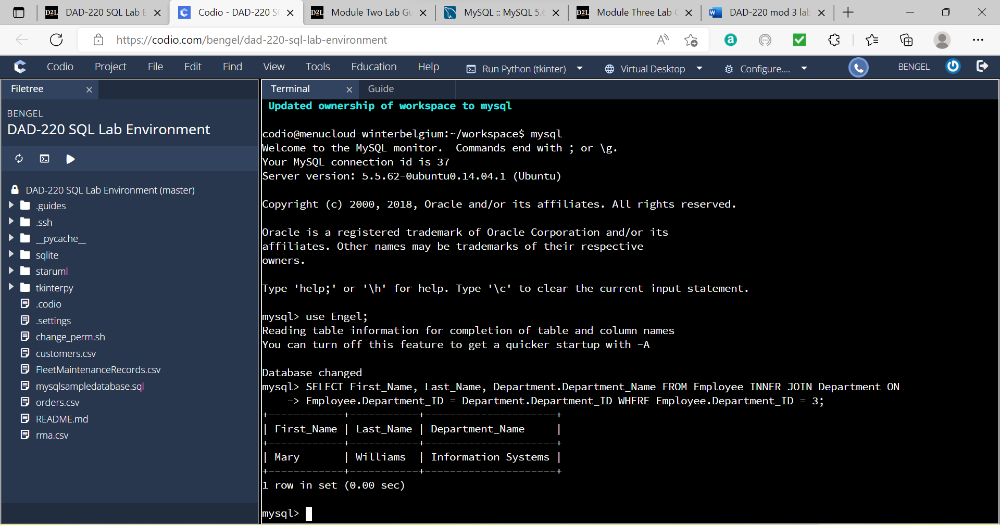 DAD-220 SQL Lab E
Codio - DAD-220 S
Module Two Lab Gu
MySQL :: MySQL 5.6
Module Three Lab G
DAD-220 mod 3 lab
https://codio.com/bengel/dad-220-sql-lab-environment
Codio Project File Edit Find View Tools Education Help Run Python (tkinter) Virtual Desktop Configure.... BENGEL
Filetree
BENGEL
DAD-220 SQL Lab Environment
DAD-220 SQL Lab Environment (master)
.guides
.ssh
__pycache__
sqlite
staruml
tkinterpy
.codio
.settings
change_perm.sh
customers.csv
FleetMaintenanceRecords.csv
mysqlsampledatabase.sql
orders.csv
README.md
rma.csv
Terminal Guide
Updated ownership of workspace to mysql
codio@menucloud-winterbelgium:~/workspace$ mysql
Welcome to the MySQL monitor.  Commands end with ; or \g.
Your MySQL connection id is 37
Server version: 5.5.62-0ubuntu0.14.04.1 (Ubuntu)
Copyright (c) 2000, 2018, Oracle and/or its affiliates. All rights reserved.
Oracle is a registered trademark of Oracle Corporation and/or its
affiliates. Other names may be trademarks of their respective
owners.
Type 'help;' or '\h' for help. Type '\c' to clear the current input statement.
mysql> use Engel;
Reading table information for completion of table and column names
You can turn off this feature to get a quicker startup with -A
Database changed
mysql> SELECT First_Name, Last_Name, Department.Department_Name FROM Employee INNER JOIN Department ON
    -> Employee.Department_ID = Department.Department_ID WHERE Employee.Department_ID = 3;
+------------+-----------+---------------------+
| First_Name | Last_Name | Department_Name     |
+------------+-----------+---------------------+
| Mary       | Williams  | Information Systems |
+------------+-----------+---------------------+
1 row in set (0.00 sec)
mysql>